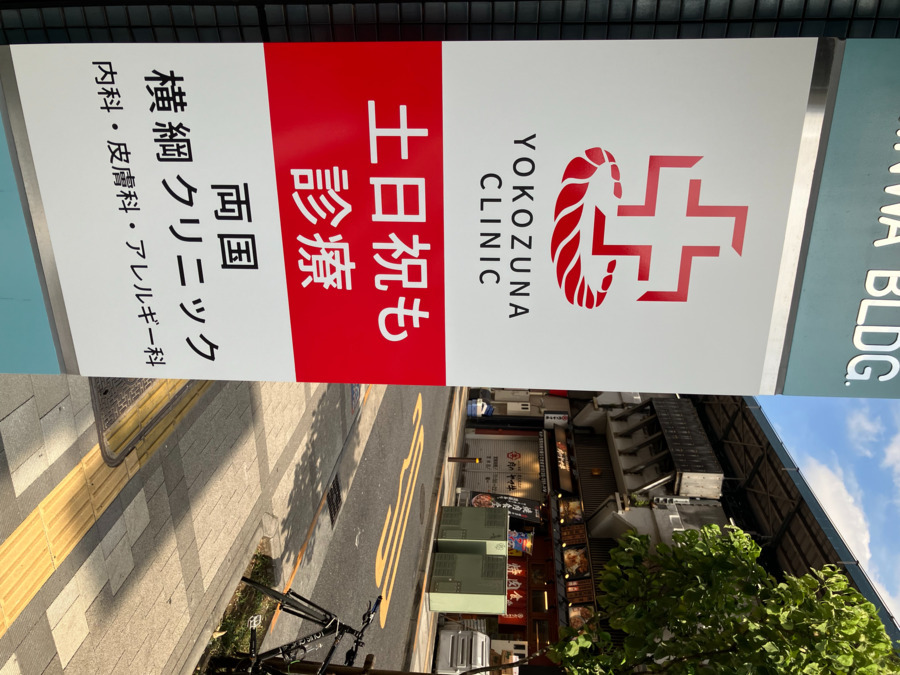 BLDG.
YOKOZUNA
CLINIC
土日祝も
診療
両国
横綱クリニック
内科・皮膚科・アレルギー科